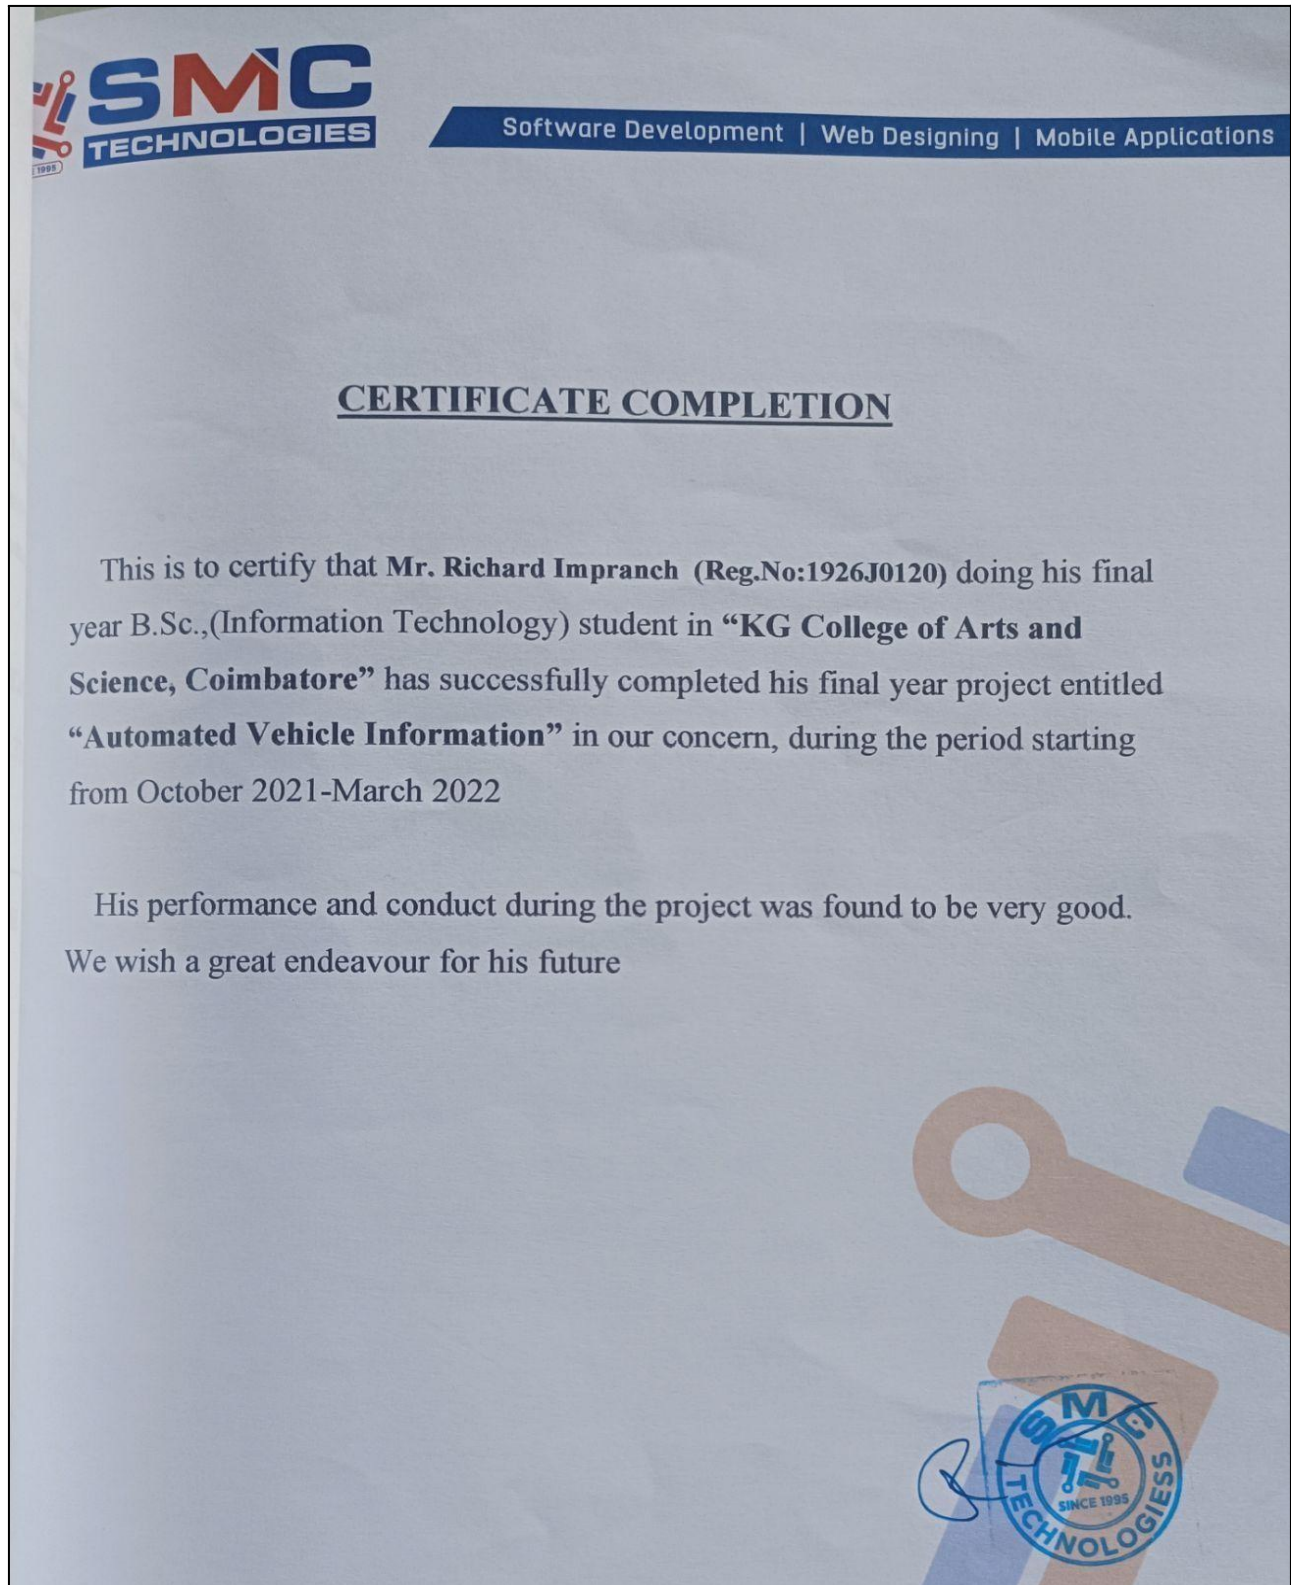 SMC
TECHNOLOGIES
1995
Software Development | Web Designing | Mobile Applications
CERTIFICATE COMPLETION
This is to certify that Mr. Richard Impranch (Reg.No:1926J0120) doing his final
year B.Sc.,(Information Technology) student in “KG College of Arts and
Science, Coimbatore” has successfully completed his final year project entitled
“Automated Vehicle Information” in our concern, during the period starting
from October 2021-March 2022
His performance and conduct during the project was found to be very good.
We wish a great endeavour for his future
SMC
SINCE 1995
TECHNOLOGIESS